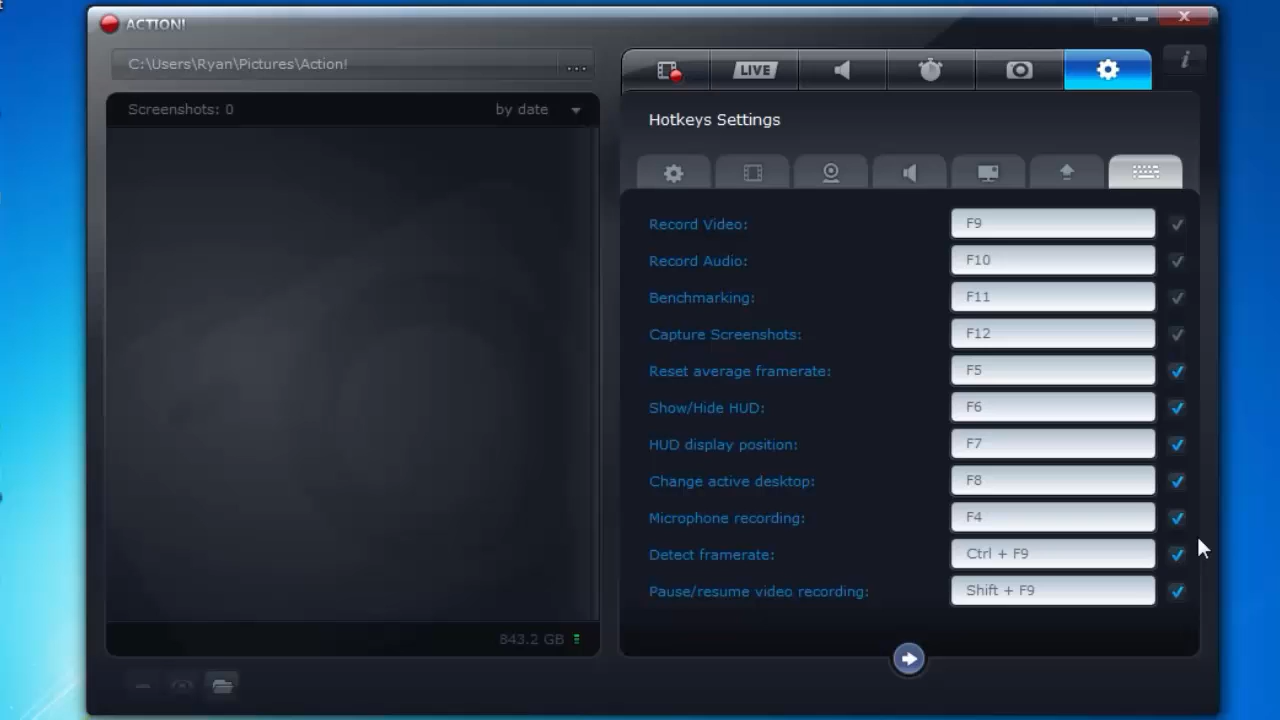 ACTION!
C:\Users\Ryan\Pictures\Action!
...
LIVE
i
Screenshots: 0
by date
Hotkeys Settings
Record Video: F9
Record Audio: F10
Benchmarking: F11
Capture Screenshots: F12
Reset average framerate: F5
Show/Hide HUD: F6
HUD display position: F7
Change active desktop: F8
Microphone recording: F4
Detect framerate: Ctrl + F9
Pause/resume video recording: Shift + F9
843.2 GB